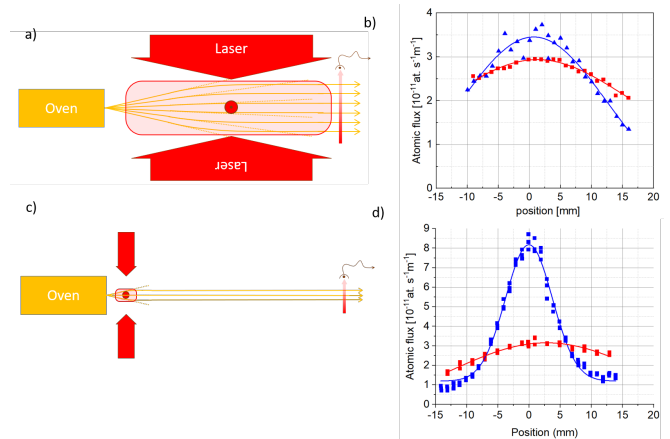 a)
Laser
Oven
Laser
b)
Atomic flux [10⁻¹¹at. s⁻¹m⁻¹]
4
3
2
1
0
-15 -10 -5 0 5 10 15 20
position [mm]
c)
Oven
d)
Atomic flux [10⁻¹¹at. s⁻¹m⁻¹]
9
8
7
6
5
4
3
2
1
0
-15 -10 -5 0 5 10 15 20
Position (mm)